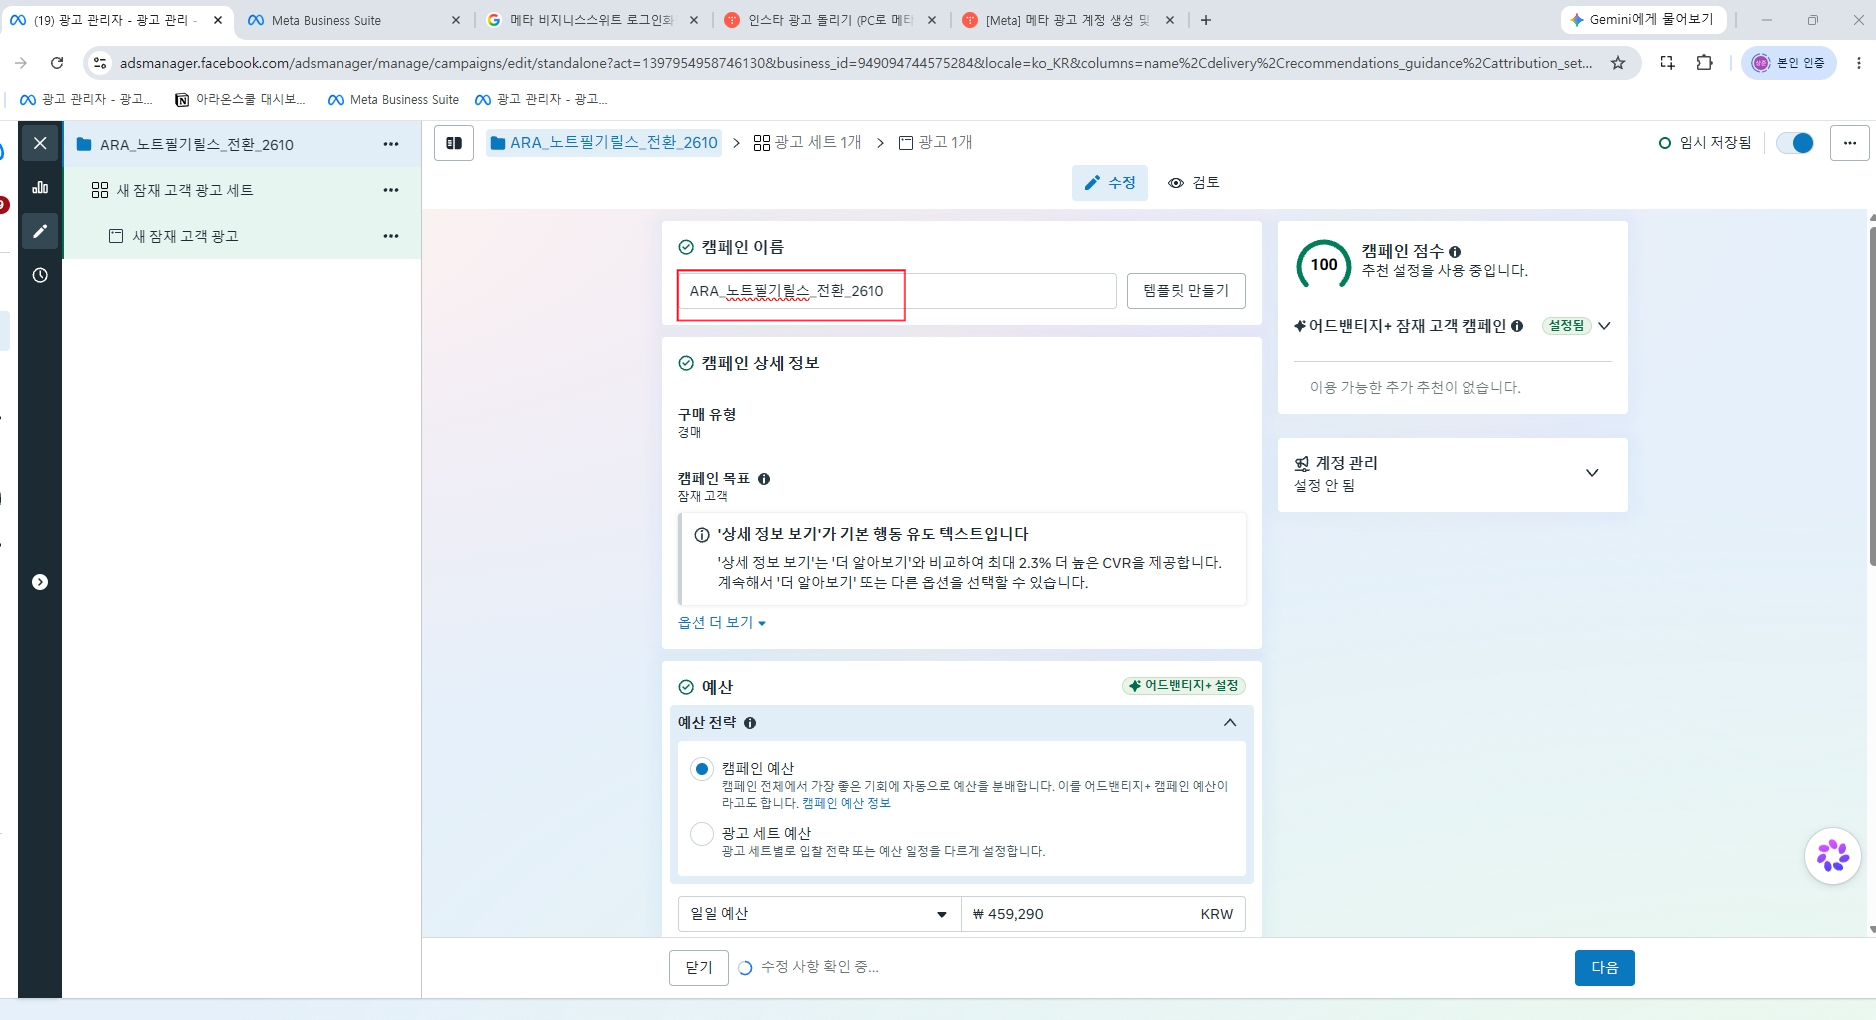 (19) 광고 관리자 - 광고 관리 -
Meta Business Suite
메타 비지니스스위트 로그인화
인스타 광고 돌리기 (PC로 메타
[Meta] 메타 광고 계정 생성 및
Gemini에게 물어보기
adsmanager.facebook.com/adsmanager/manage/campaigns/edit/standalone?act=1397954958746130&business_id=949094744575284&locale=ko_KR&columns=name%2Cdelivery%2Crecommendations_guidance%2Cattribution_set...
본인 인증
광고 관리자 - 광고...
아라온스쿨 대시보...
Meta Business Suite
광고 관리자 - 광고...
ARA_노트필기릴스_전환_2610
새 잠재 고객 광고 세트
새 잠재 고객 광고
ARA_노트필기릴스_전환_2610 > 광고 세트 1개 > 광고 1개
임시 저장됨
수정
검토
캠페인 이름
ARA_노트필기릴스_전환_2610
템플릿 만들기
캠페인 상세 정보
구매 유형
경매
캠페인 목표
잠재 고객
'상세 정보 보기'가 기본 행동 유도 텍스트입니다
'상세 정보 보기'는 '더 알아보기'와 비교하여 최대 2.3% 더 높은 CVR을 제공합니다.
계속해서 '더 알아보기' 또는 다른 옵션을 선택할 수 있습니다.
옵션 더 보기
예산
어드밴티지+ 설정
예산 전략
캠페인 예산
캠페인 전체에서 가장 좋은 기회에 자동으로 예산을 분배합니다. 이를 어드밴티지+ 캠페인 예산이
라고도 합니다. 캠페인 예산 정보
광고 세트 예산
광고 세트별로 입찰 전략 또는 예산 일정을 다르게 설정합니다.
일일 예산
₩ 459,290
KRW
닫기
수정 사항 확인 중...
다음
100
캠페인 점수
추천 설정을 사용 중입니다.
어드밴티지+ 잠재 고객 캠페인
설정됨
이용 가능한 추가 추천이 없습니다.
계정 관리
설정 안 됨